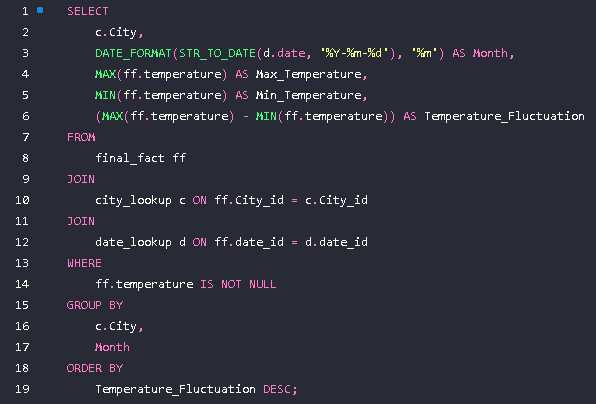 1 SELECT
2 c.City,
3 DATE_FORMAT(STR_TO_DATE(d.date, '%Y-%m-%d'), '%m') AS Month,
4 MAX(ff.temperature) AS Max_Temperature,
5 MIN(ff.temperature) AS Min_Temperature,
6 (MAX(ff.temperature) - MIN(ff.temperature)) AS Temperature_Fluctuation
7 FROM
8 final_fact ff
9 JOIN
10 city_lookup c ON ff.City_id = c.City_id
11 JOIN
12 date_lookup d ON ff.date_id = d.date_id
13 WHERE
14 ff.temperature IS NOT NULL
15 GROUP BY
16 c.City,
17 Month
18 ORDER BY
19 Temperature_Fluctuation DESC;